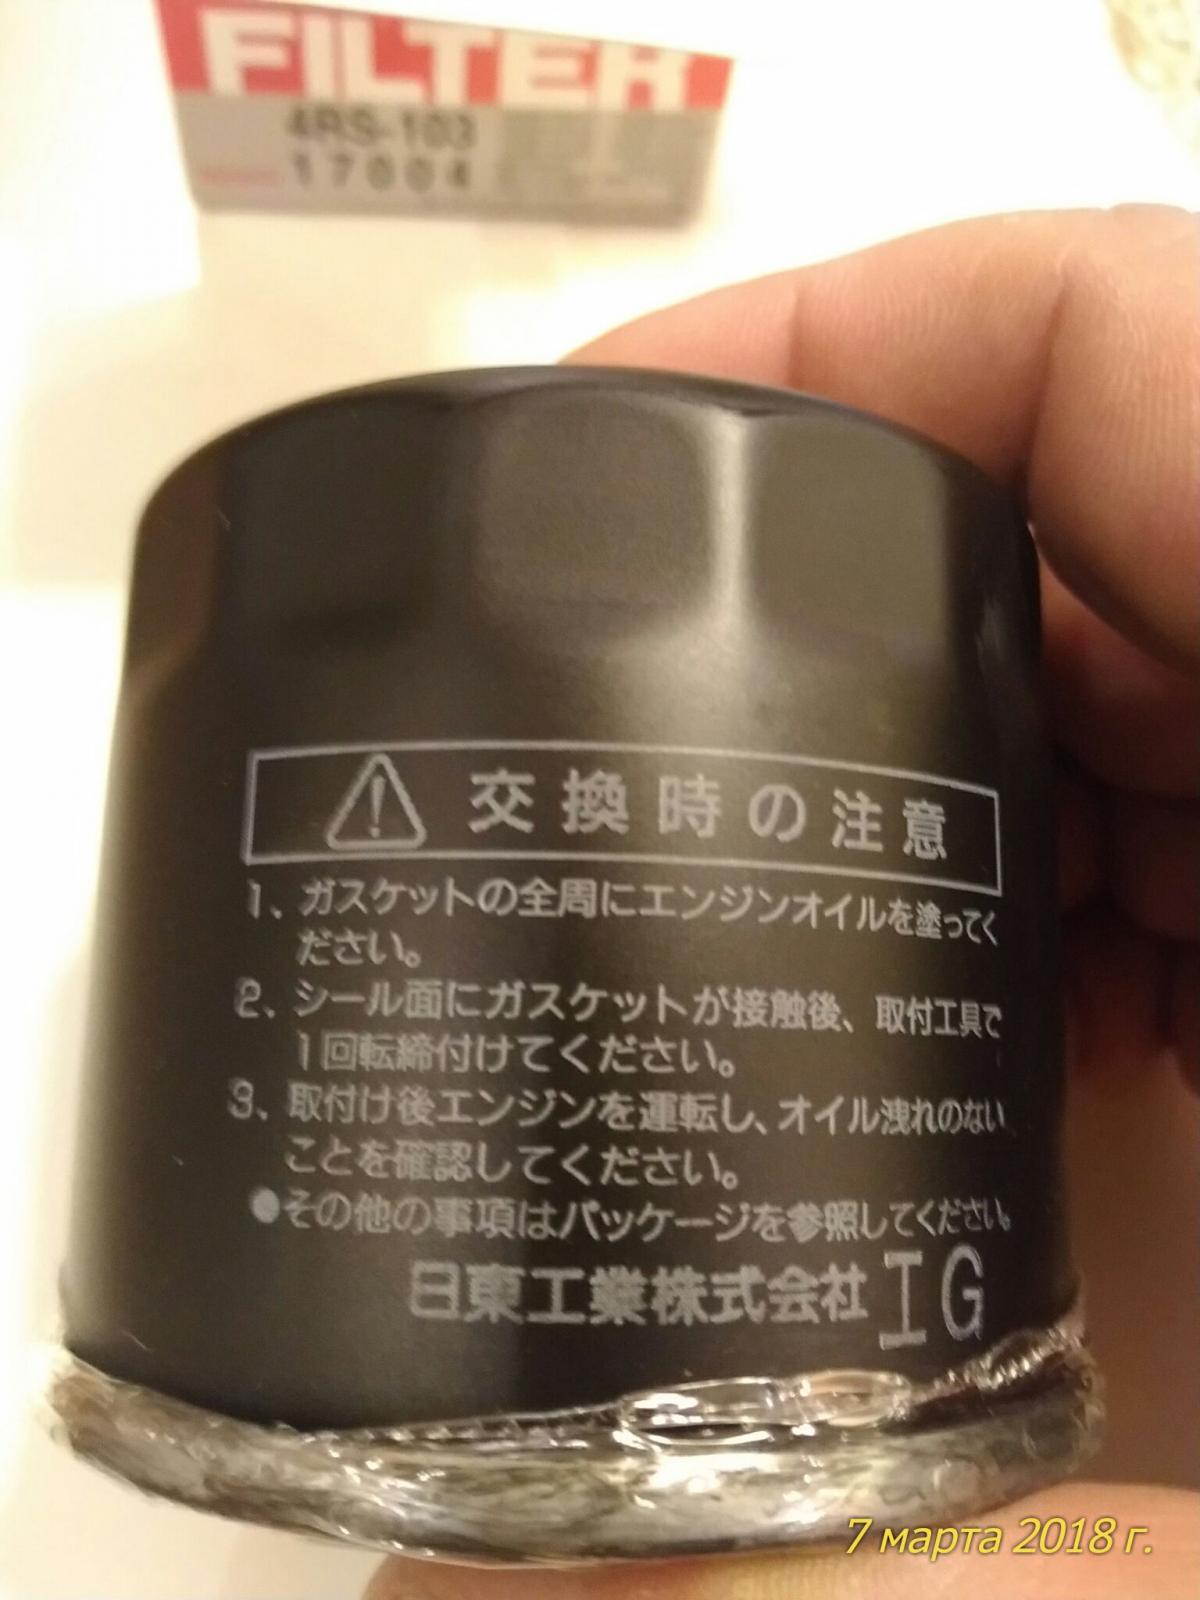 FILTER
4RS-103
17004
交換時の注意
1、ガスケットの全周にエンジンオイルを塗ってく
ださい。
2、シール面にガスケットが接触後、取付工具で
1回転締付けてください。
3、取付け後エンジンを運転し、オイル洩れのない
ことを確認してください。
●その他の事項はパッケージを参照してください。
日東工業株式会社 IG
7 марта 2018 г.